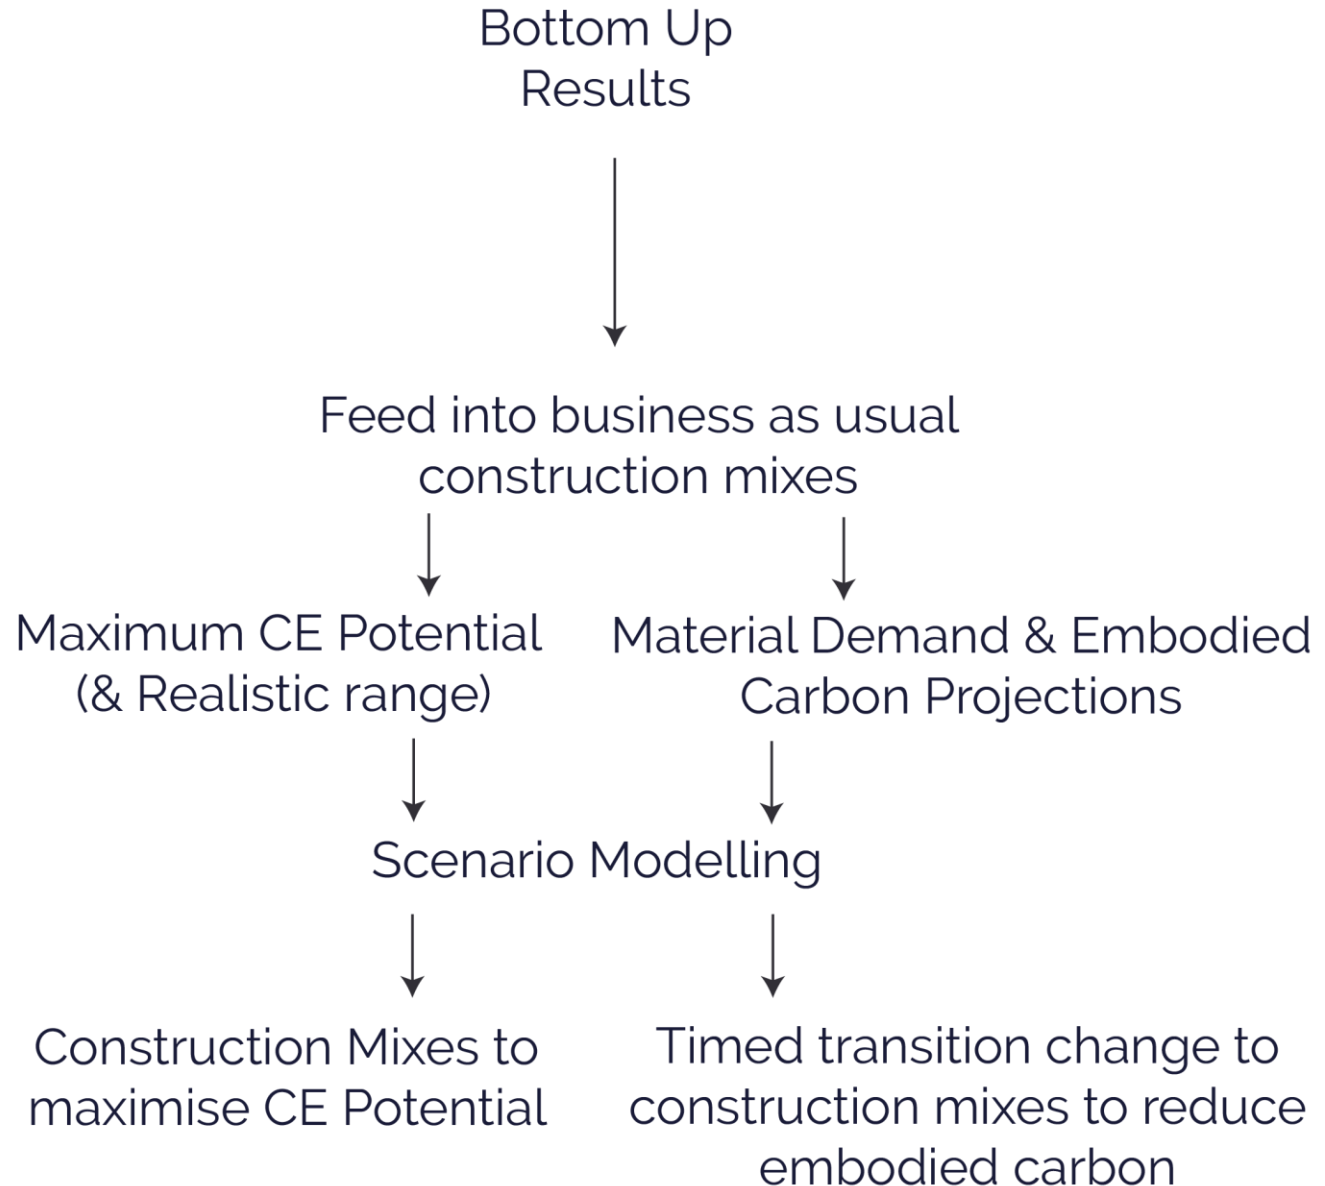 Bottom Up
Results
Feed into business as usual
construction mixes
Maximum CE Potential
(& Realistic range)
Material Demand & Embodied
Carbon Projections
Scenario Modelling
Construction Mixes to
maximise CE Potential
Timed transition change to
construction mixes to reduce
embodied carbon